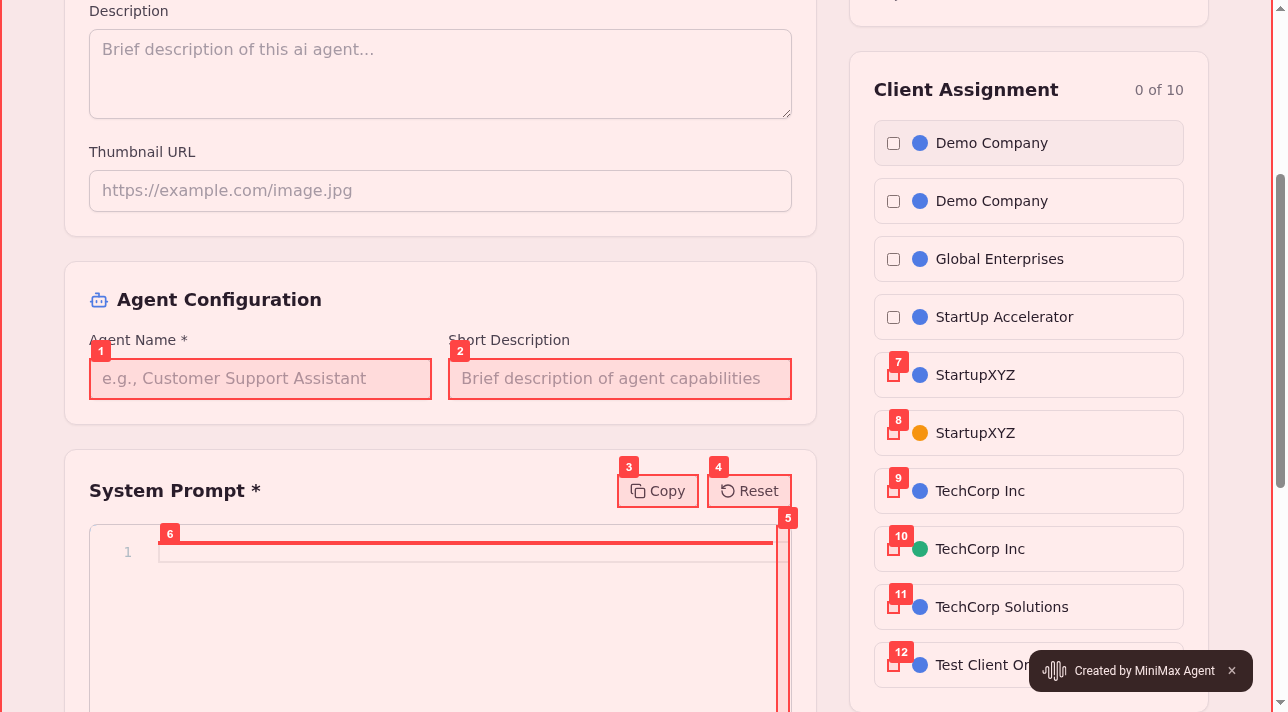 Description
Brief description of this ai agent...
Thumbnail URL
https://example.com/image.jpg
Agent Configuration
Agent Name *
Short Description
1
2
e.g., Customer Support Assistant
Brief description of agent capabilities
System Prompt *
3
Copy
4
Reset
5
6
1
Client Assignment
0 of 10
Demo Company
Demo Company
Global Enterprises
StartUp Accelerator
7
StartupXYZ
8
StartupXYZ
9
TechCorp Inc
10
TechCorp Inc
11
TechCorp Solutions
12
Test Client
Created by MiniMax Agent ×